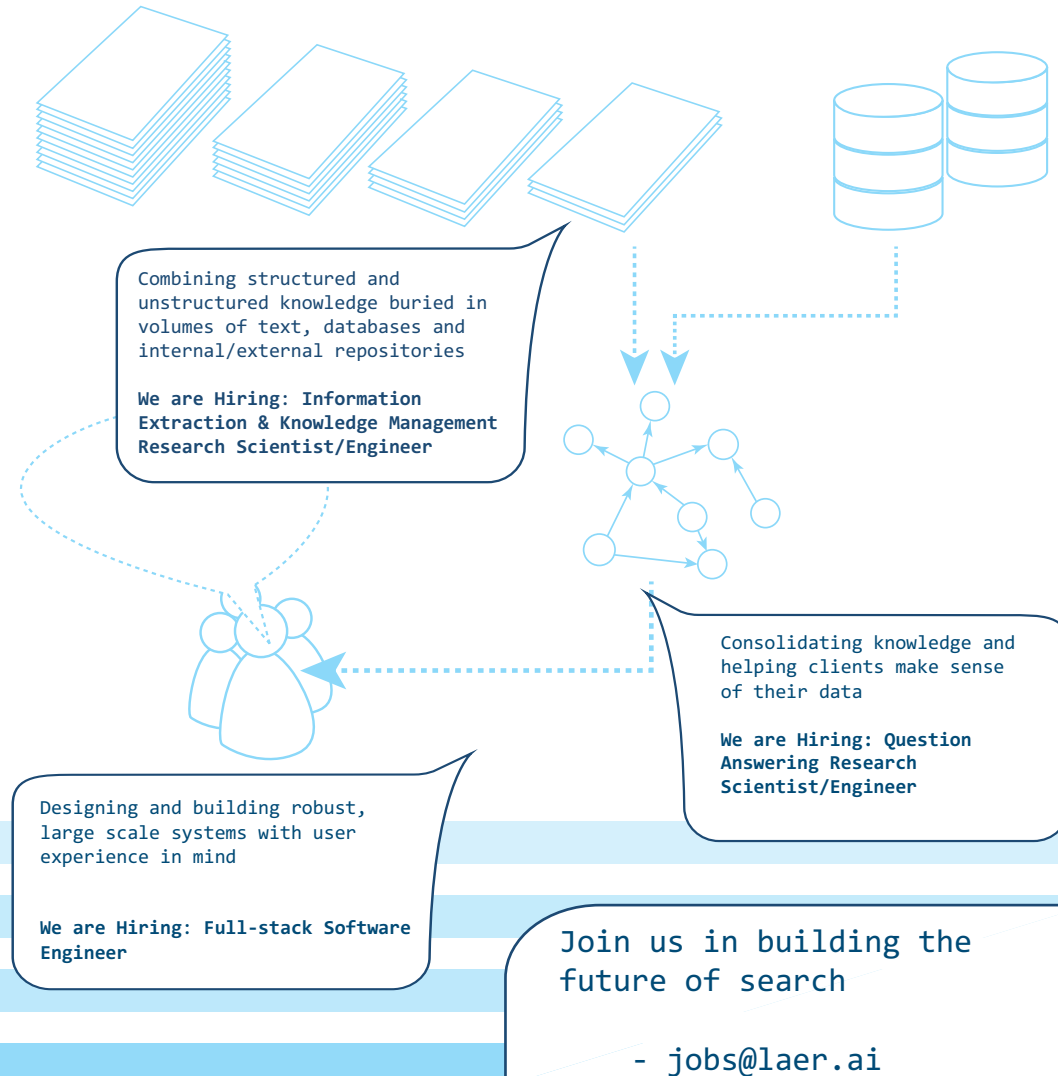 Combining structured and
unstructured knowledge buried in
volumes of text, databases and
internal/external repositories
We are Hiring: Information
Extraction & Knowledge Management
Research Scientist/Engineer
Consolidating knowledge and
helping clients make sense
of their data
We are Hiring: Question
Answering Research
Scientist/Engineer
Designing and building robust,
large scale systems with user
experience in mind
We are Hiring: Full-stack Software
Engineer
Join us in building the
future of search
- jobs@laer.ai